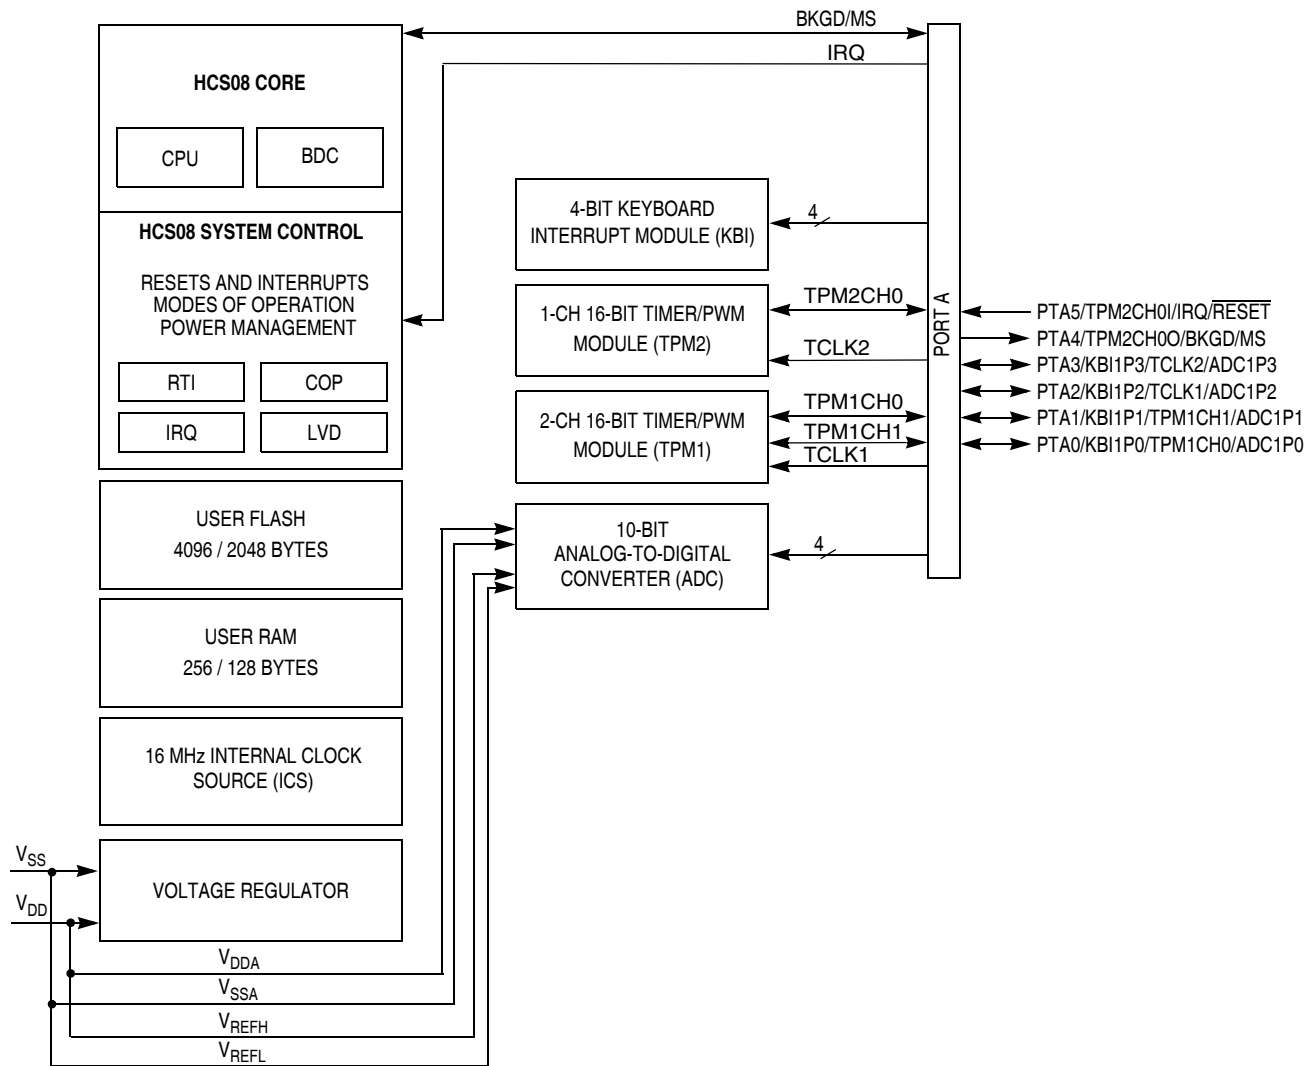 BKGD/MS
IRQ
HCS08 CORE
CPU
BDC
HCS08 SYSTEM CONTROL
RESETS AND INTERRUPTS
MODES OF OPERATION
POWER MANAGEMENT
RTI
COP
IRQ
LVD
USER FLASH
4096 / 2048 BYTES
USER RAM
256 / 128 BYTES
16 MHz INTERNAL CLOCK
SOURCE (ICS)
VOLTAGE REGULATOR
VSS
VDD
VDDA
VSSA
VREFH
VREFL
4-BIT KEYBOARD
INTERRUPT MODULE (KBI)
4
1-CH 16-BIT TIMER/PWM
MODULE (TPM2)
TPM2CH0
TCLK2
2-CH 16-BIT TIMER/PWM
MODULE (TPM1)
TPM1CH0
TPM1CH1
TCLK1
10-BIT
ANALOG-TO-DIGITAL
CONVERTER (ADC)
4
PORT A
PTA5/TPM2CH0I/IRQ/RESET
PTA4/TPM2CH0O/BKGD/MS
PTA3/KBI1P3/TCLK2/ADC1P3
PTA2/KBI1P2/TCLK1/ADC1P2
PTA1/KBI1P1/TPM1CH1/ADC1P1
PTA0/KBI1P0/TPM1CH0/ADC1P0